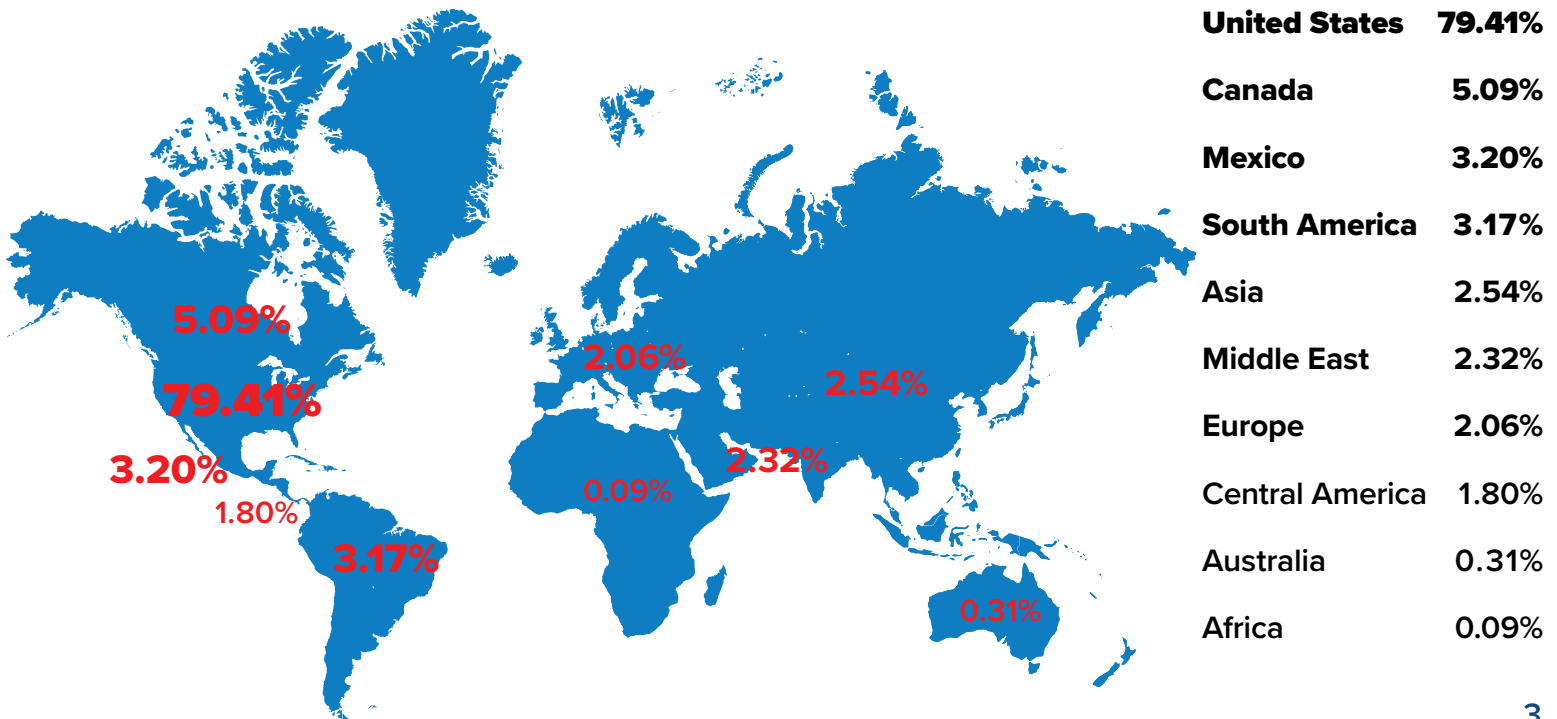 United States 79.41%
Canada 5.09%
Mexico 3.20%
South America 3.17%
Asia 2.54%
Middle East 2.32%
Europe 2.06%
Central America 1.80%
Australia 0.31%
Africa 0.09%
5.09%
79.41%
3.20%
1.80%
3.17%
2.06%
0.09%
2.54%
2.32%
0.31%
3